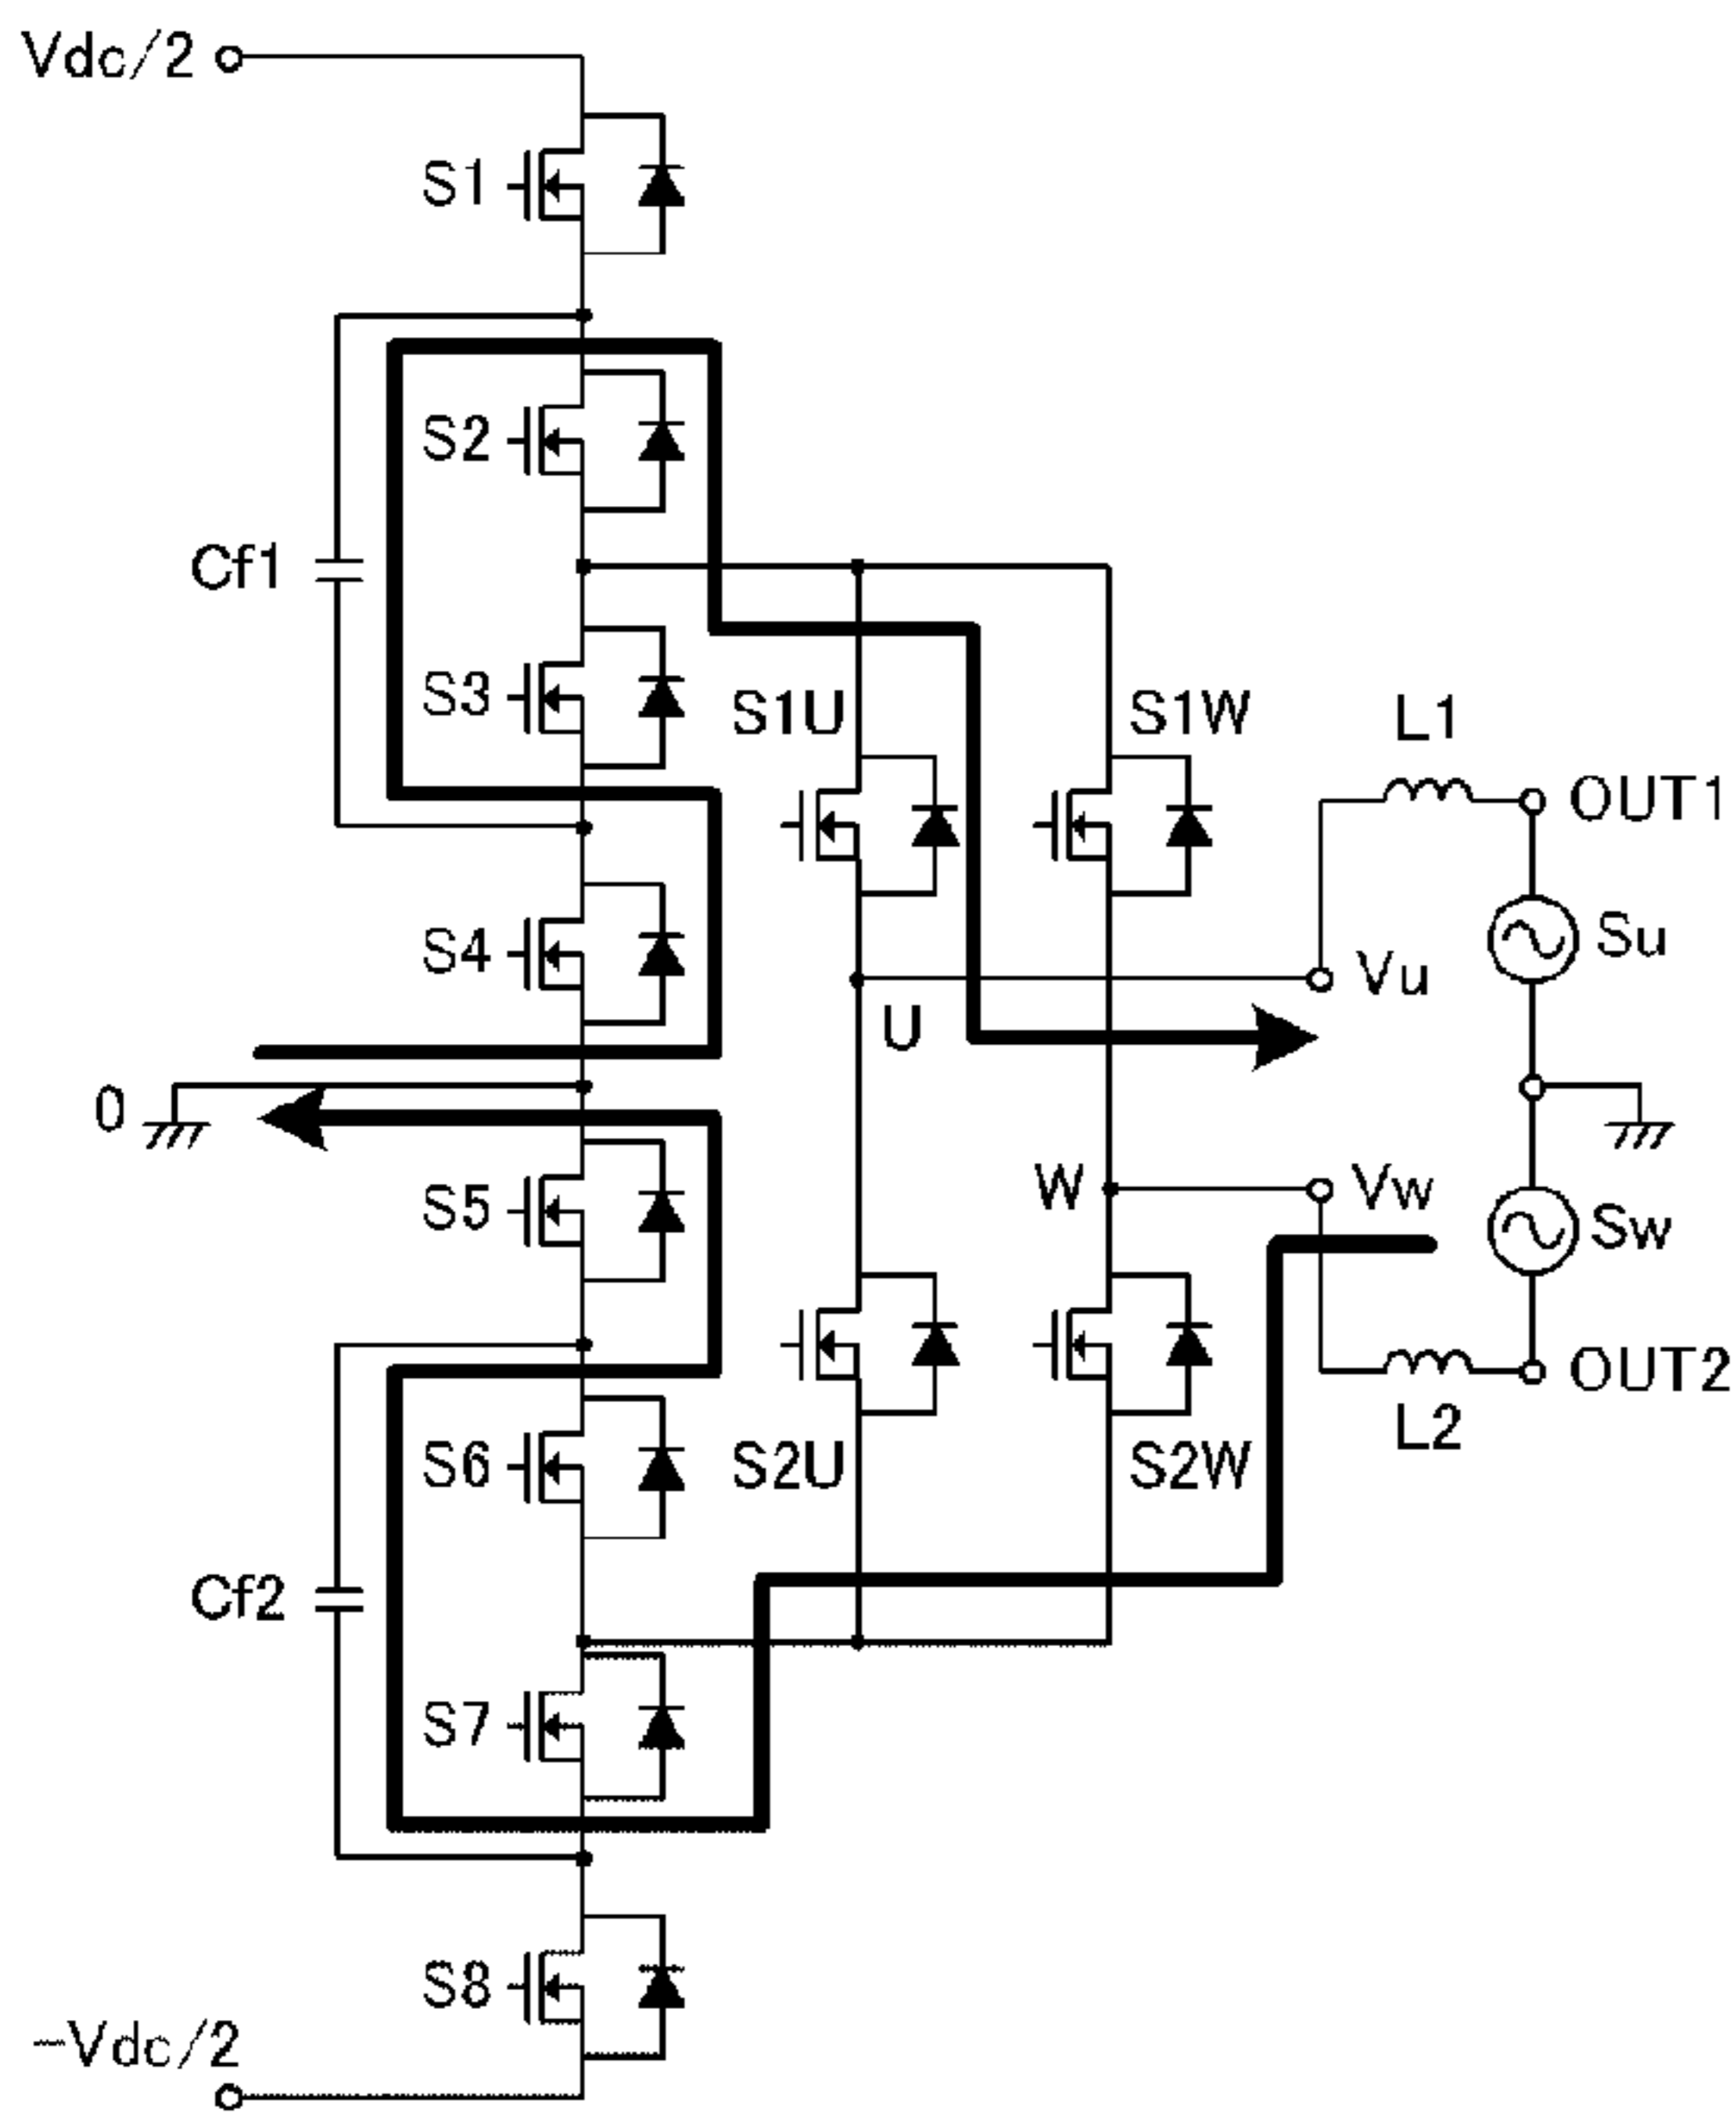 Vdc/2
S1
S2
Cf1
S3
S1U
S1W
L1
OUT1
S4
Su
Vu
U
0
W
Vw
S5
Sw
OUT2
L2
S6
S2U
S2W
Cf2
S7
S8
-Vdc/2